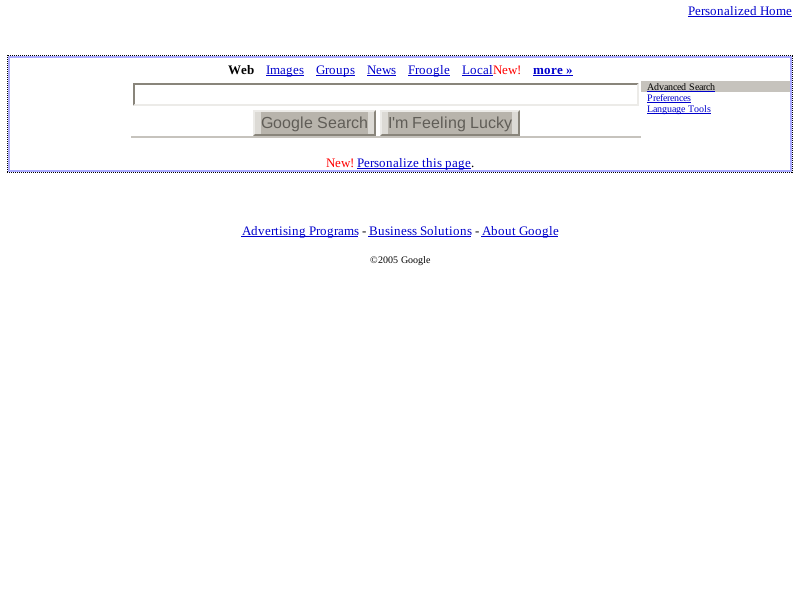 Personalized Home
Web Images Groups News Froogle LocalNew! more »
Advanced Search
Preferences
Language Tools
Google Search I'm Feeling Lucky
New! Personalize this page.
Advertising Programs - Business Solutions - About Google
©2005 Google